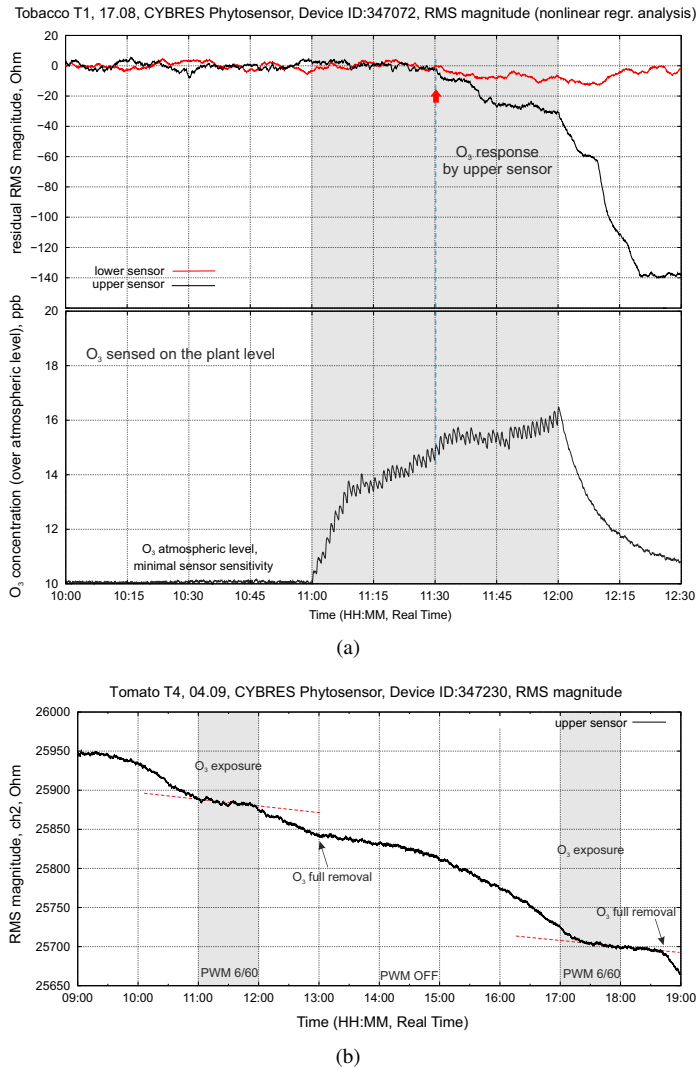 Tobacco T1, 17.08, CYBRES Phytosensor, Device ID:347072, RMS magnitude (nonlinear regr. analysis)
residual RMS magnitude, Ohm
20
0
−20
−40
−60
−80
−100
−120
−140
O₃ response
by upper sensor
lower sensor
upper sensor
O₃ concentration (over atmospheric level), ppb
20
18
16
14
12
10
O₃ sensed on the plant level
O₃ atmospheric level,
minimal sensor sensitivity
10:00 10:15 10:30 10:45 11:00 11:15 11:30 11:45 12:00 12:15 12:30
Time (HH:MM, Real Time)
(a)
Tomato T4, 04.09, CYBRES Phytosensor, Device ID:347230, RMS magnitude
RMS magnitude, ch2, Ohm
26000
25950
25900
25850
25800
25750
25700
25650
upper sensor
O₃ exposure
O₃ full removal
O₃ exposure
O₃ full removal
PWM 6/60 PWM OFF PWM 6/60
09:00 10:00 11:00 12:00 13:00 14:00 15:00 16:00 17:00 18:00 19:00
Time (HH:MM, Real Time)
(b)